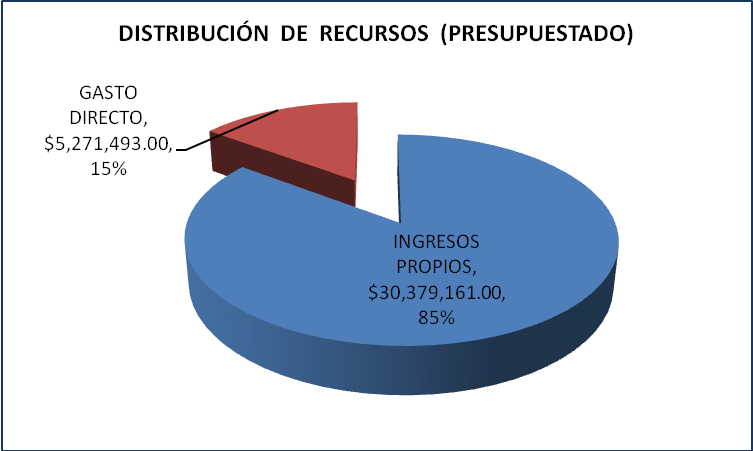 DISTRIBUCIÓN DE RECURSOS (PRESUPUESTADO)
GASTO
DIRECTO,
$5,271,493.00,
15%
INGRESOS
PROPIOS,
$30,379,161.00,
85%